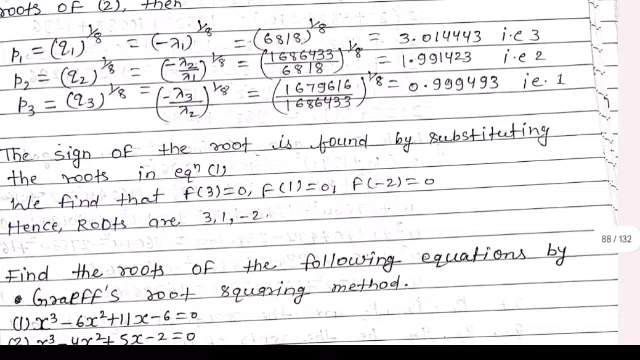 roots of (2), then
p₁ = (q₁)^1/8 = (-λ₁)^1/8 = (6818)^1/8 = 3.014443 i.e 3
p₂ = (q₂)^1/8 = (-λ₂/λ₁)^1/8 = (1686433/6818)^1/8 = 1.991423 i.e 2
p₃ = (q₃)^1/8 = (-λ₃/λ₂)^1/8 = (1679616/1686433)^1/8 = 0.999493 ie. 1
The sign of the root is found by substituting
the roots in eqⁿ (1)
We find that f(3)=0, f(1)=0, f(-2)=0
Hence, Roots are 3, 1, -2.
88 / 132
Find the roots of the following equations by
• Graeff's root squaring method.
(1) x³ - 6x² + 11x - 6 = 0
(2) x³ - 4x² + 5x - 2 = 0